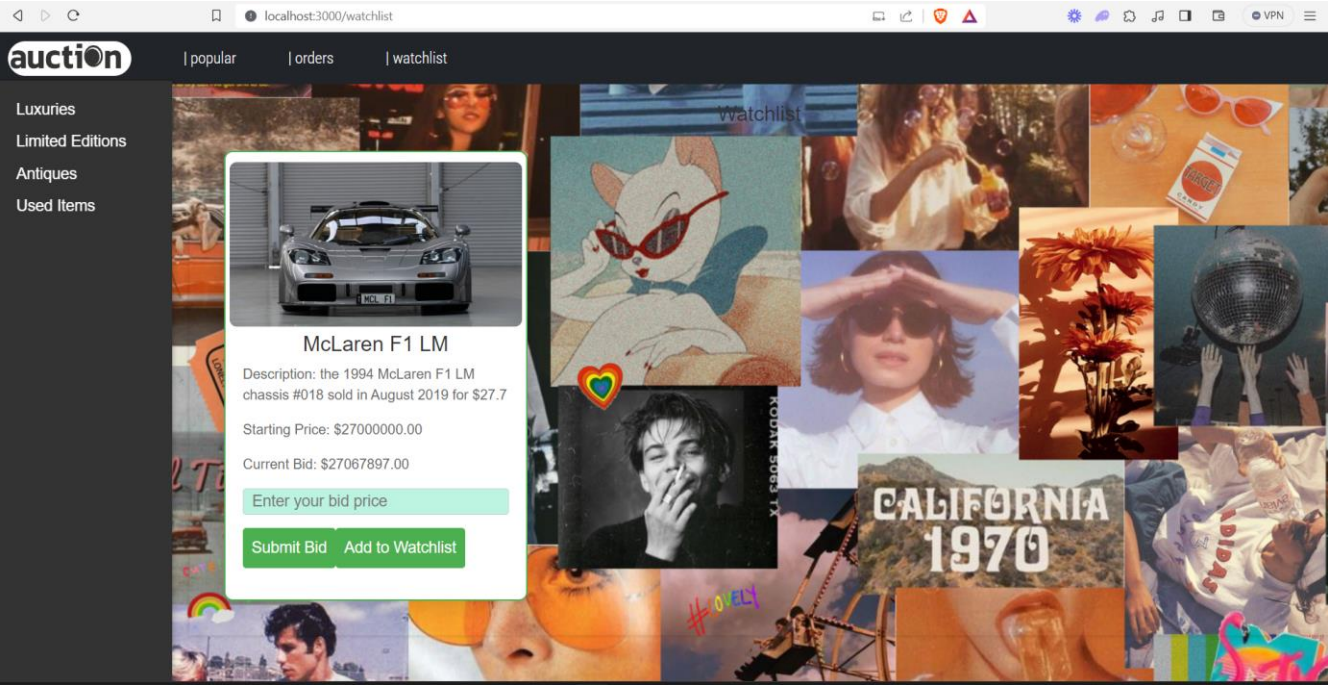 localhost:3000/watchlist
VPN
auction
| popular
| orders
| watchlist
Luxuries
Limited Editions
Antiques
Used Items
Watchlist
MCL F1
McLaren F1 LM
Description: the 1994 McLaren F1 LM
chassis #018 sold in August 2019 for $27.7
Starting Price: $27000000.00
Current Bid: $27067897.00
Enter your bid price
Submit Bid
Add to Watchlist
TARGET
CANDY
KODAK 5063 TX
CALIFORNIA
1970
ADIDAS
#LOVELY